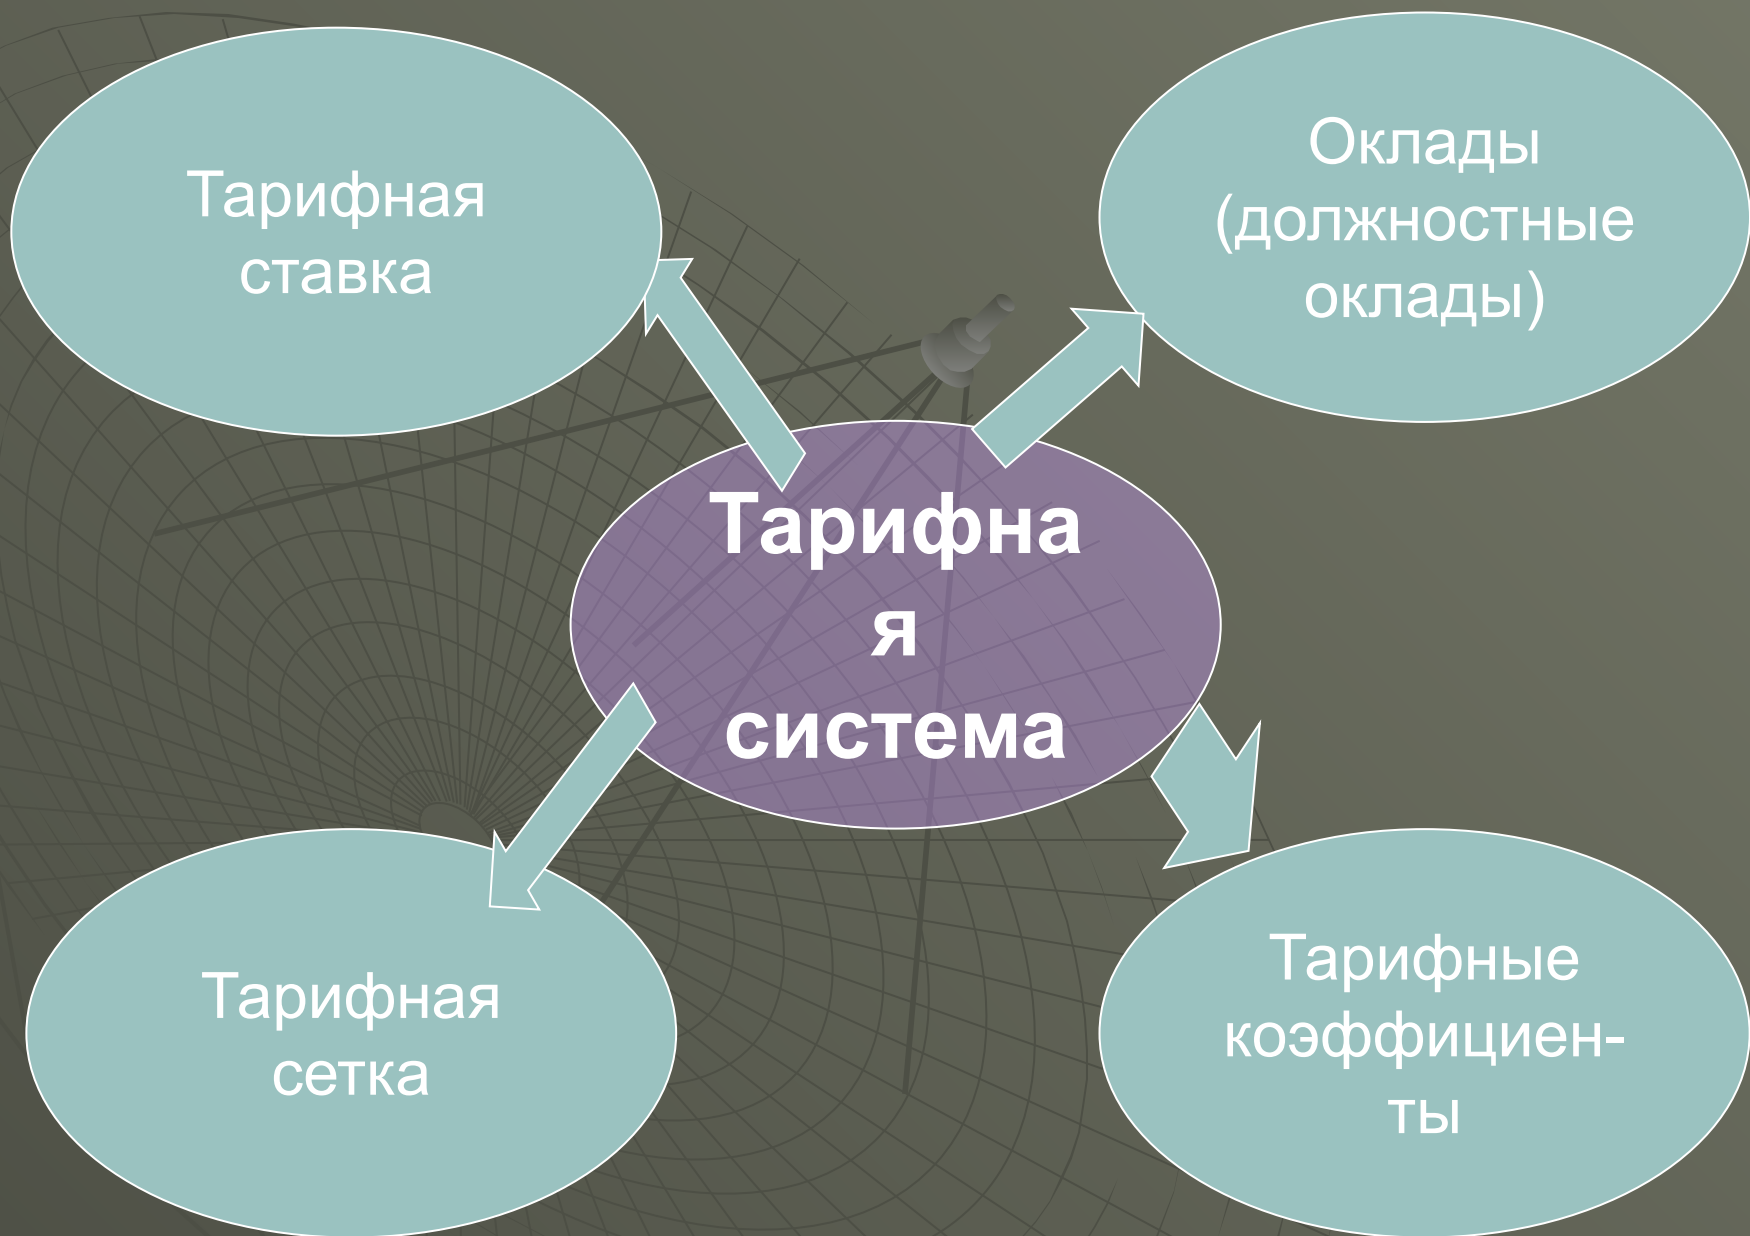 Тарифная
ставка
Оклады
(должностные
оклады)
Тарифна
я
система
Тарифная
сетка
Тарифные
коэффициен-
ты